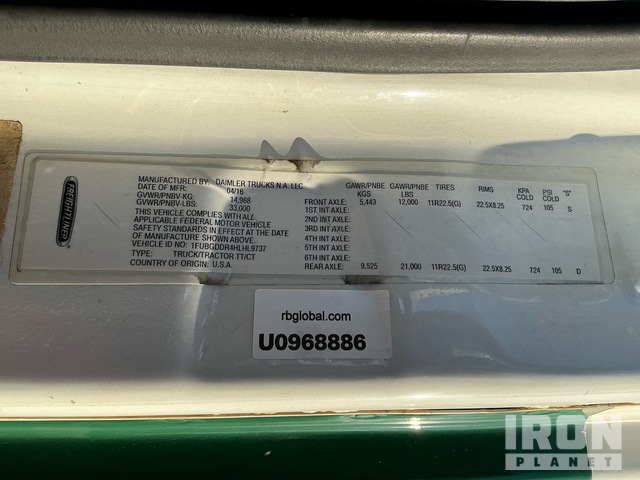 FREIGHTLINER
MANUFACTURED BY: DAIMLER TRUCKS N.A. LLC
DATE OF MFR: 04/16
GVWR/PNBV-KG: 14,968
GVWR/PNBV-LBS: 33,000
THIS VEHICLE COMPLIES WITH ALL
APPLICABLE FEDERAL MOTOR VEHICLE
SAFETY STANDARDS IN EFFECT ON THE DATE
OF MANUFACTURE SHOWN ABOVE.
VEHICLE ID NO.: 1FUBGDDR4HLHL9737
TYPE: TRUCK/TRACTOR TT/CT
COUNTRY OF ORIGIN: U.S.A.
GAWR/PNBE KGS GAWR/PNBE LBS TIRES RIMS KPA COLD PSI COLD "S"
FRONT AXLE: 5,443 12,000 11R22.5(G) 22.5X8.25 724 105 S
1ST INT AXLE:
2ND INT AXLE:
3RD INT AXLE:
4TH INT AXLE:
5TH INT AXLE:
6TH INT AXLE:
REAR AXLE: 9,525 21,000 11R22.5(G) 22.5X8.25 724 105 D
rbglobal.com
U0968886
IRON
PLANET